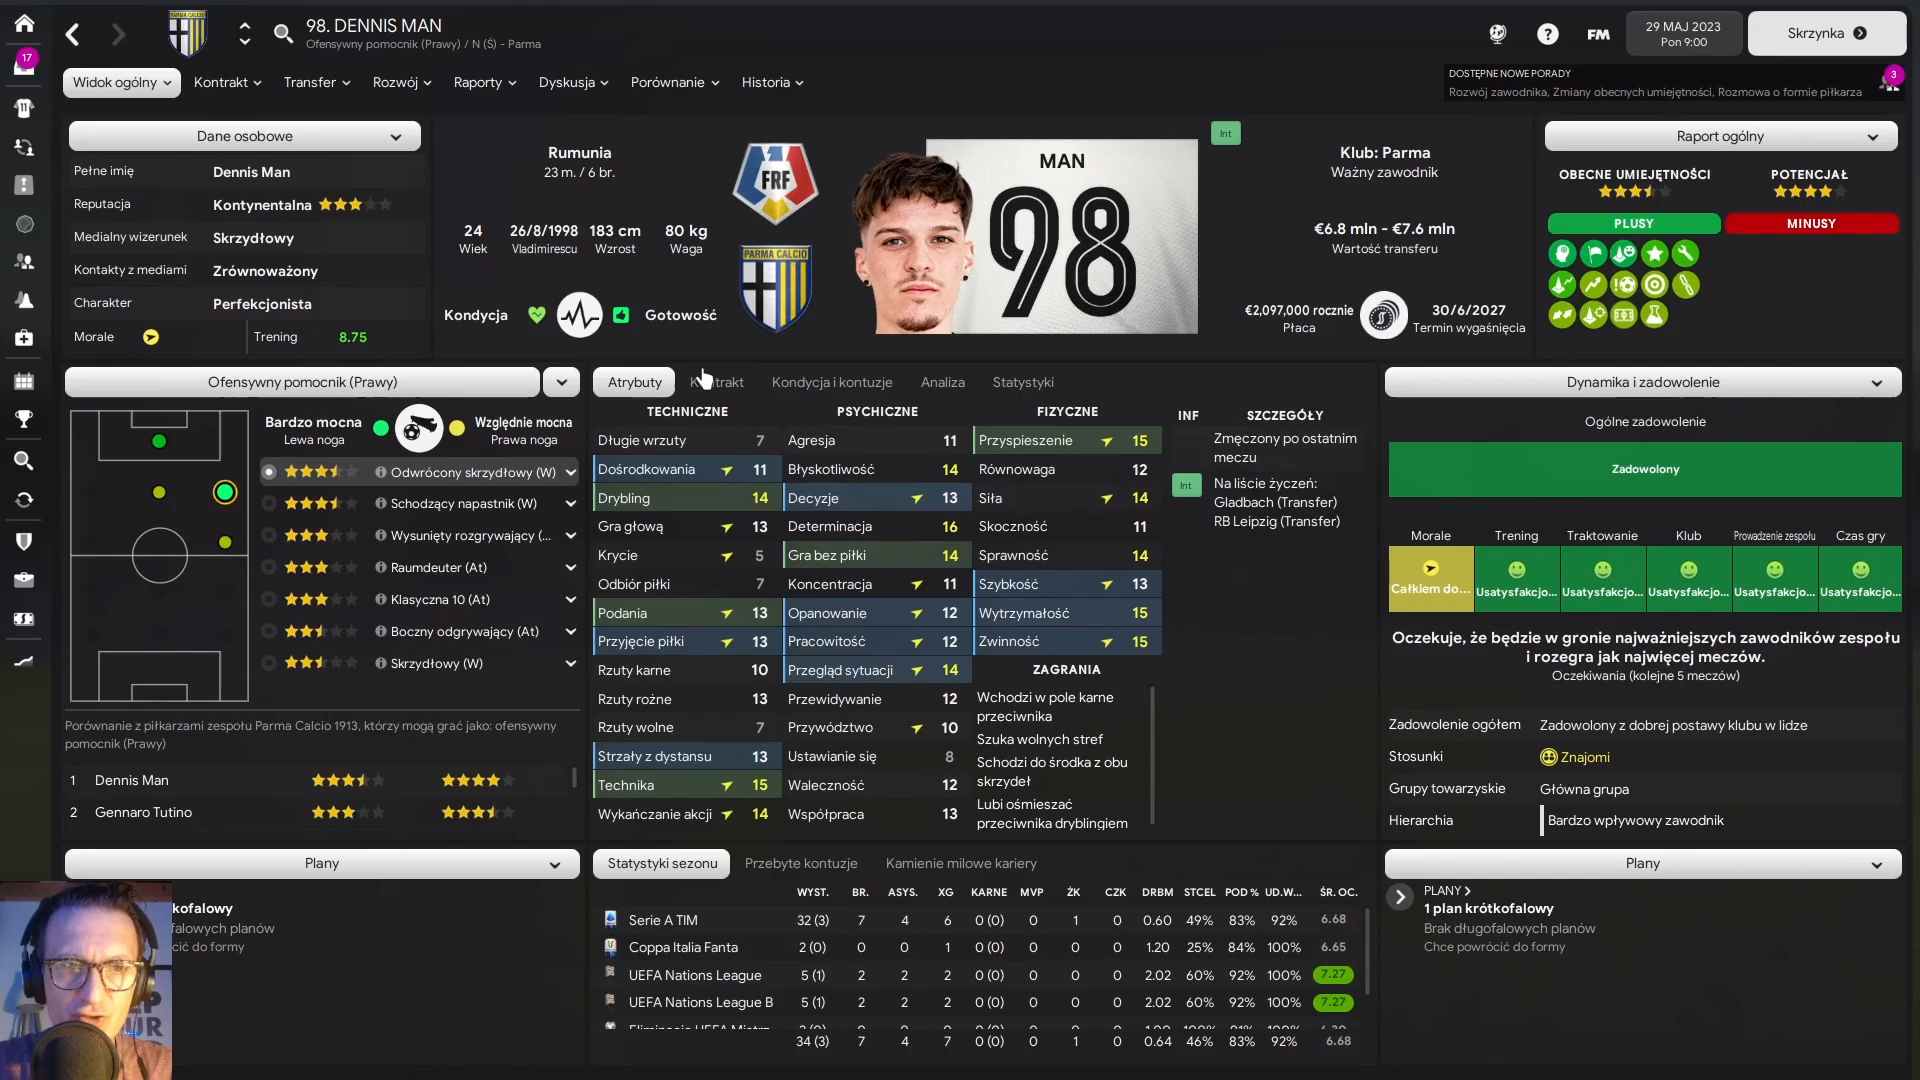 17
98. DENNIS MAN
Ofensywny pomocnik (Prawy) / N (Ś) - Parma
FM
29 MAJ 2023
Pon 9:00
Skrzynka
Widok ogólny
Kontrakt
Transfer
Rozwój
Raporty
Dyskusja
Porównanie
Historia
DOSTĘPNE NOWE PORADY
Rozwój zawodnika, Zmiany obecnych umiejętności, Rozmowa o formie piłkarza
3
Dane osobowe
Pełne imię Dennis Man
Reputacja Kontynentalna
Medialny wizerunek Skrzydłowy
Kontakty z mediami Zrównoważony
Charakter Perfekcjonista
Morale
Trening 8.75
Rumunia
23 m. / 6 br.
24 26/8/1998 183 cm 80 kg
Wiek Vladimirescu Wzrost Waga
Kondycja Gotowość
FRF
PARMA CALCIO
MAN
98
Int
Klub: Parma
Ważny zawodnik
€6.8 mln - €7.6 mln
Wartość transferu
€2,097,000 rocznie
Płaca
30/6/2027
Termin wygaśnięcia
Raport ogólny
OBECNE UMIEJĘTNOŚCI POTENCJAŁ
PLUSY MINUSY
Ofensywny pomocnik (Prawy)
Bardzo mocna
Lewa noga
Względnie mocna
Prawa noga
Odwrócony skrzydłowy (W)
Schodzący napastnik (W)
Wysunięty rozgrywający (...
Raumdeuter (At)
Klasyczna 10 (At)
Boczny odgrywający (At)
Skrzydłowy (W)
Porównanie z piłkarzami zespołu Parma Calcio 1913, którzy mogą grać jako: ofensywny
pomocnik (Prawy)
1 Dennis Man
2 Gennaro Tutino
Atrybuty
Kondycja i kontuzje
Analiza
Statystyki
TECHNICZNE
Długie wrzuty 7
Dośrodkowania 11
Drybling 14
Gra głową 13
Krycie 5
Odbiór piłki 7
Podania 13
Przyjęcie piłki 13
Rzuty karne 10
Rzuty rożne 13
Rzuty wolne 7
Strzały z dystansu 13
Technika 15
Wykańczanie akcji 14
PSYCHICZNE
Agresja 11
Błyskotliwość 14
Decyzje 13
Determinacja 16
Gra bez piłki 14
Koncentracja 11
Opanowanie 12
Pracowitość 12
Przegląd sytuacji 14
Przewidywanie 12
Przywództwo 10
Ustawianie się 8
Waleczność 12
Współpraca 13
FIZYCZNE
Przyspieszenie 15
Równowaga 12
Siła 14
Skoczność 11
Sprawność 14
Szybkość 13
Wytrzymałość 15
Zwinność 15
ZAGRANIA
Wchodzi w pole karne
przeciwnika
Szuka wolnych stref
Schodzi do środka z obu
skrzydeł
Lubi ośmieszać
przeciwnika dryblingiem
INF SZCZEGÓŁY
Zmęczony po ostatnim
meczu
Int
Na liście życzeń:
Gladbach (Transfer)
RB Leipzig (Transfer)
Dynamika i zadowolenie
Ogólne zadowolenie
Zadowolony
Morale Trening Traktowanie Klub Prowadzenie zespołu Czas gry
Całkiem do... Usatysfakcjo... Usatysfakcjo... Usatysfakcjo... Usatysfakcjo... Usatysfakcjo...
Oczekuje, że będzie w gronie najważniejszych zawodników zespołu
i rozegra jak najwięcej meczów.
Oczekiwania (kolejne 5 meczów)
Zadowolenie ogółem Zadowolony z dobrej postawy klubu w lidze
Stosunki Znajomi
Grupy towarzyskie Główna grupa
Hierarchia Bardzo wpływowy zawodnik
Plany
kofalowy
falowych planów
cić do formy
Statystyki sezonu
Przebyte kontuzje
Kamienie milowe kariery
WYST. BR. ASYS. XG KARNE MVP ŻK CZK DRBM STCEL POD % UD.W... ŚR. OC.
Serie A TIM 32 (3) 7 4 6 0 (0) 0 1 0 0.60 49% 83% 92% 6.68
Coppa Italia Fanta 2 (0) 0 0 1 0 (0) 0 0 0 1.20 25% 84% 100% 6.65
UEFA Nations League 5 (1) 2 2 2 0 (0) 0 0 0 2.02 60% 92% 100% 7.27
UEFA Nations League B 5 (1) 2 2 2 0 (0) 0 0 0 2.02 60% 92% 100% 7.27
34 (3) 7 4 7 0 (0) 0 1 0 0.64 46% 83% 92% 6.68
Plany
PLANY
1 plan krótkofalowy
Brak długofalowych planów
Chce powrócić do formy